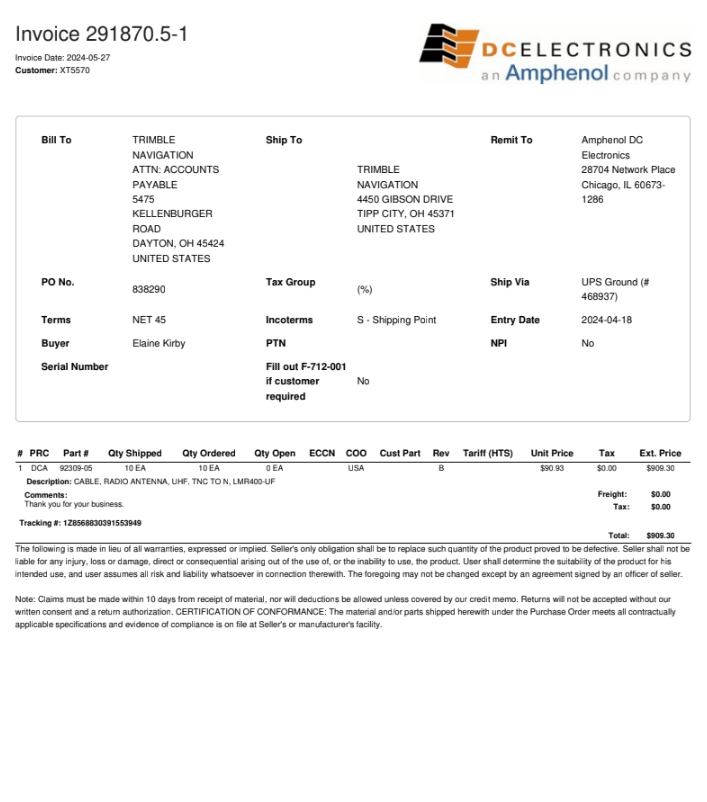 Invoice 291870.5-1
Invoice Date: 2024-05-27
Customer: XT5570
DCELECTRONICS
an Amphenol company
Bill To
TRIMBLE
NAVIGATION
ATTN: ACCOUNTS
PAYABLE
5475
KELLENBURGER
ROAD
DAYTON, OH 45424
UNITED STATES
Ship To
TRIMBLE
NAVIGATION
4450 GIBSON DRIVE
TIPP CITY, OH 45371
UNITED STATES
Remit To
Amphenol DC
Electronics
28704 Network Place
Chicago, IL 60673-
1286
PO No. 838290
Tax Group (%)
Ship Via UPS Ground (#
468937)
Terms NET 45
Incoterms S - Shipping Point
Entry Date 2024-04-18
Buyer Elaine Kirby
PTN
NPI No
Serial Number
Fill out F-712-001
if customer No
required
# PRC Part # Qty Shipped Qty Ordered Qty Open ECCN COO Cust Part Rev Tariff (HTS) Unit Price Tax Ext. Price
1 DCA 92309-05 10 EA 10 EA 0 EA USA B $90.93 $0.00 $909.30
Description: CABLE, RADIO ANTENNA, UHF, TNC TO N, LMR400-UF
Comments:
Thank you for your business.
Freight: $0.00
Tax: $0.00
Tracking #: 1Z8568830391553949
Total: $909.30
The following is made in lieu of all warranties, expressed or implied. Seller's only obligation shall be to replace such quantity of the product proved to be defective. Seller shall not be
liable for any injury, loss or damage, direct or consequential arising out of the use of, or the inability to use, the product. User shall determine the suitability of the product for his
intended use, and user assumes all risk and liability whatsoever in connection therewith. The foregoing may not be changed except by an agreement signed by an officer of seller.
Note: Claims must be made within 10 days from receipt of material, nor will deductions be allowed unless covered by our credit memo. Returns will not be accepted without our
written consent and a return authorization. CERTIFICATION OF CONFORMANCE: The material and/or parts shipped herewith under the Purchase Order meets all contractually
applicable specifications and evidence of compliance is on file at Seller's or manufacturer's facility.